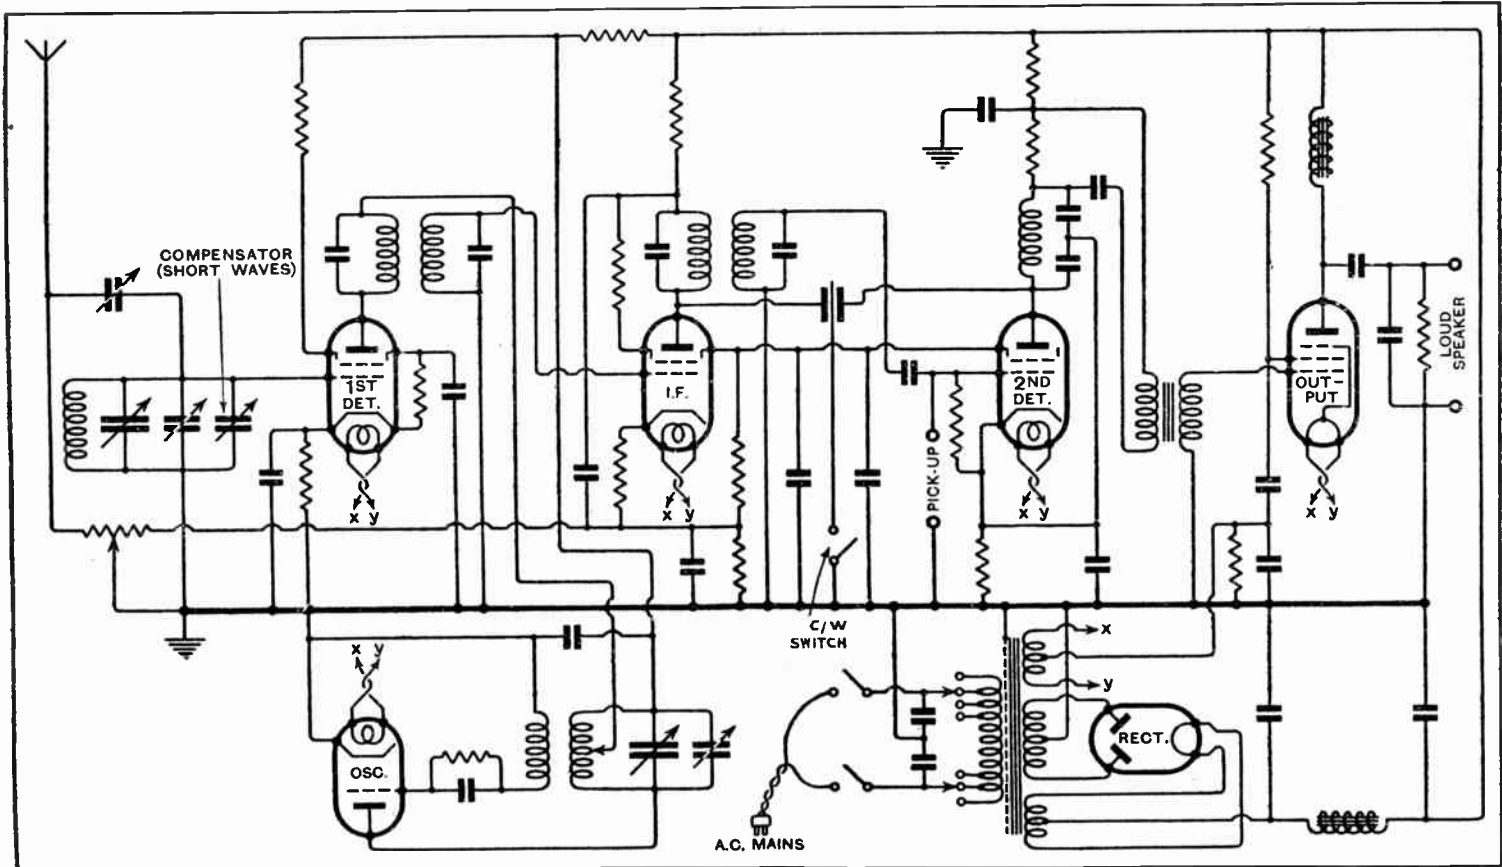 COMPENSATOR
(SHORT WAVES)
1ST
DET.
I.F.
2ND
DET.
OUT-
PUT
LOUD
SPEAKER
PICK-UP
x y
x y
x y
x y
C/W
SWITCH
x y
OSC.
x
y
RECT.
A.C. MAINS